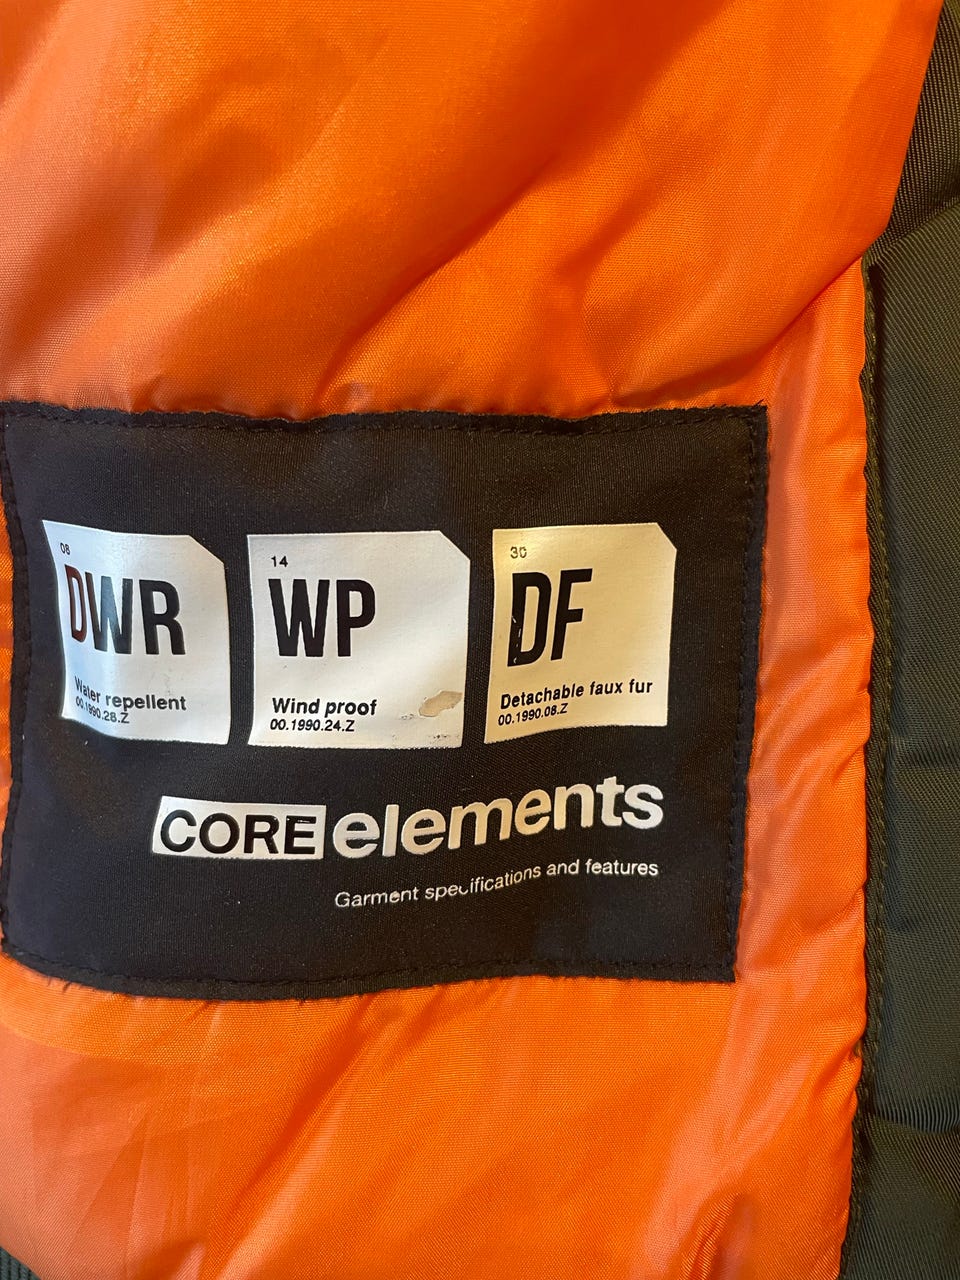 08
DWR
Water repellent
00.1990.28.Z
14
WP
Wind proof
00.1990.24.Z
30
DF
Detachable faux fur
00.1990.08.Z
CORE elements
Garment specifications and features